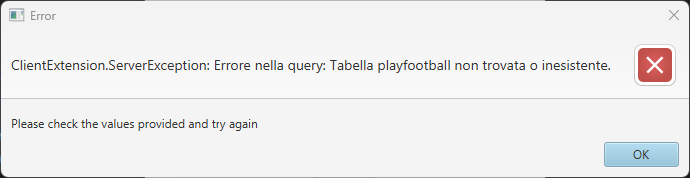 Error
ClientExtension.ServerException: Errore nella query: Tabella playfootball non trovata o inesistente.
Please check the values provided and try again
OK